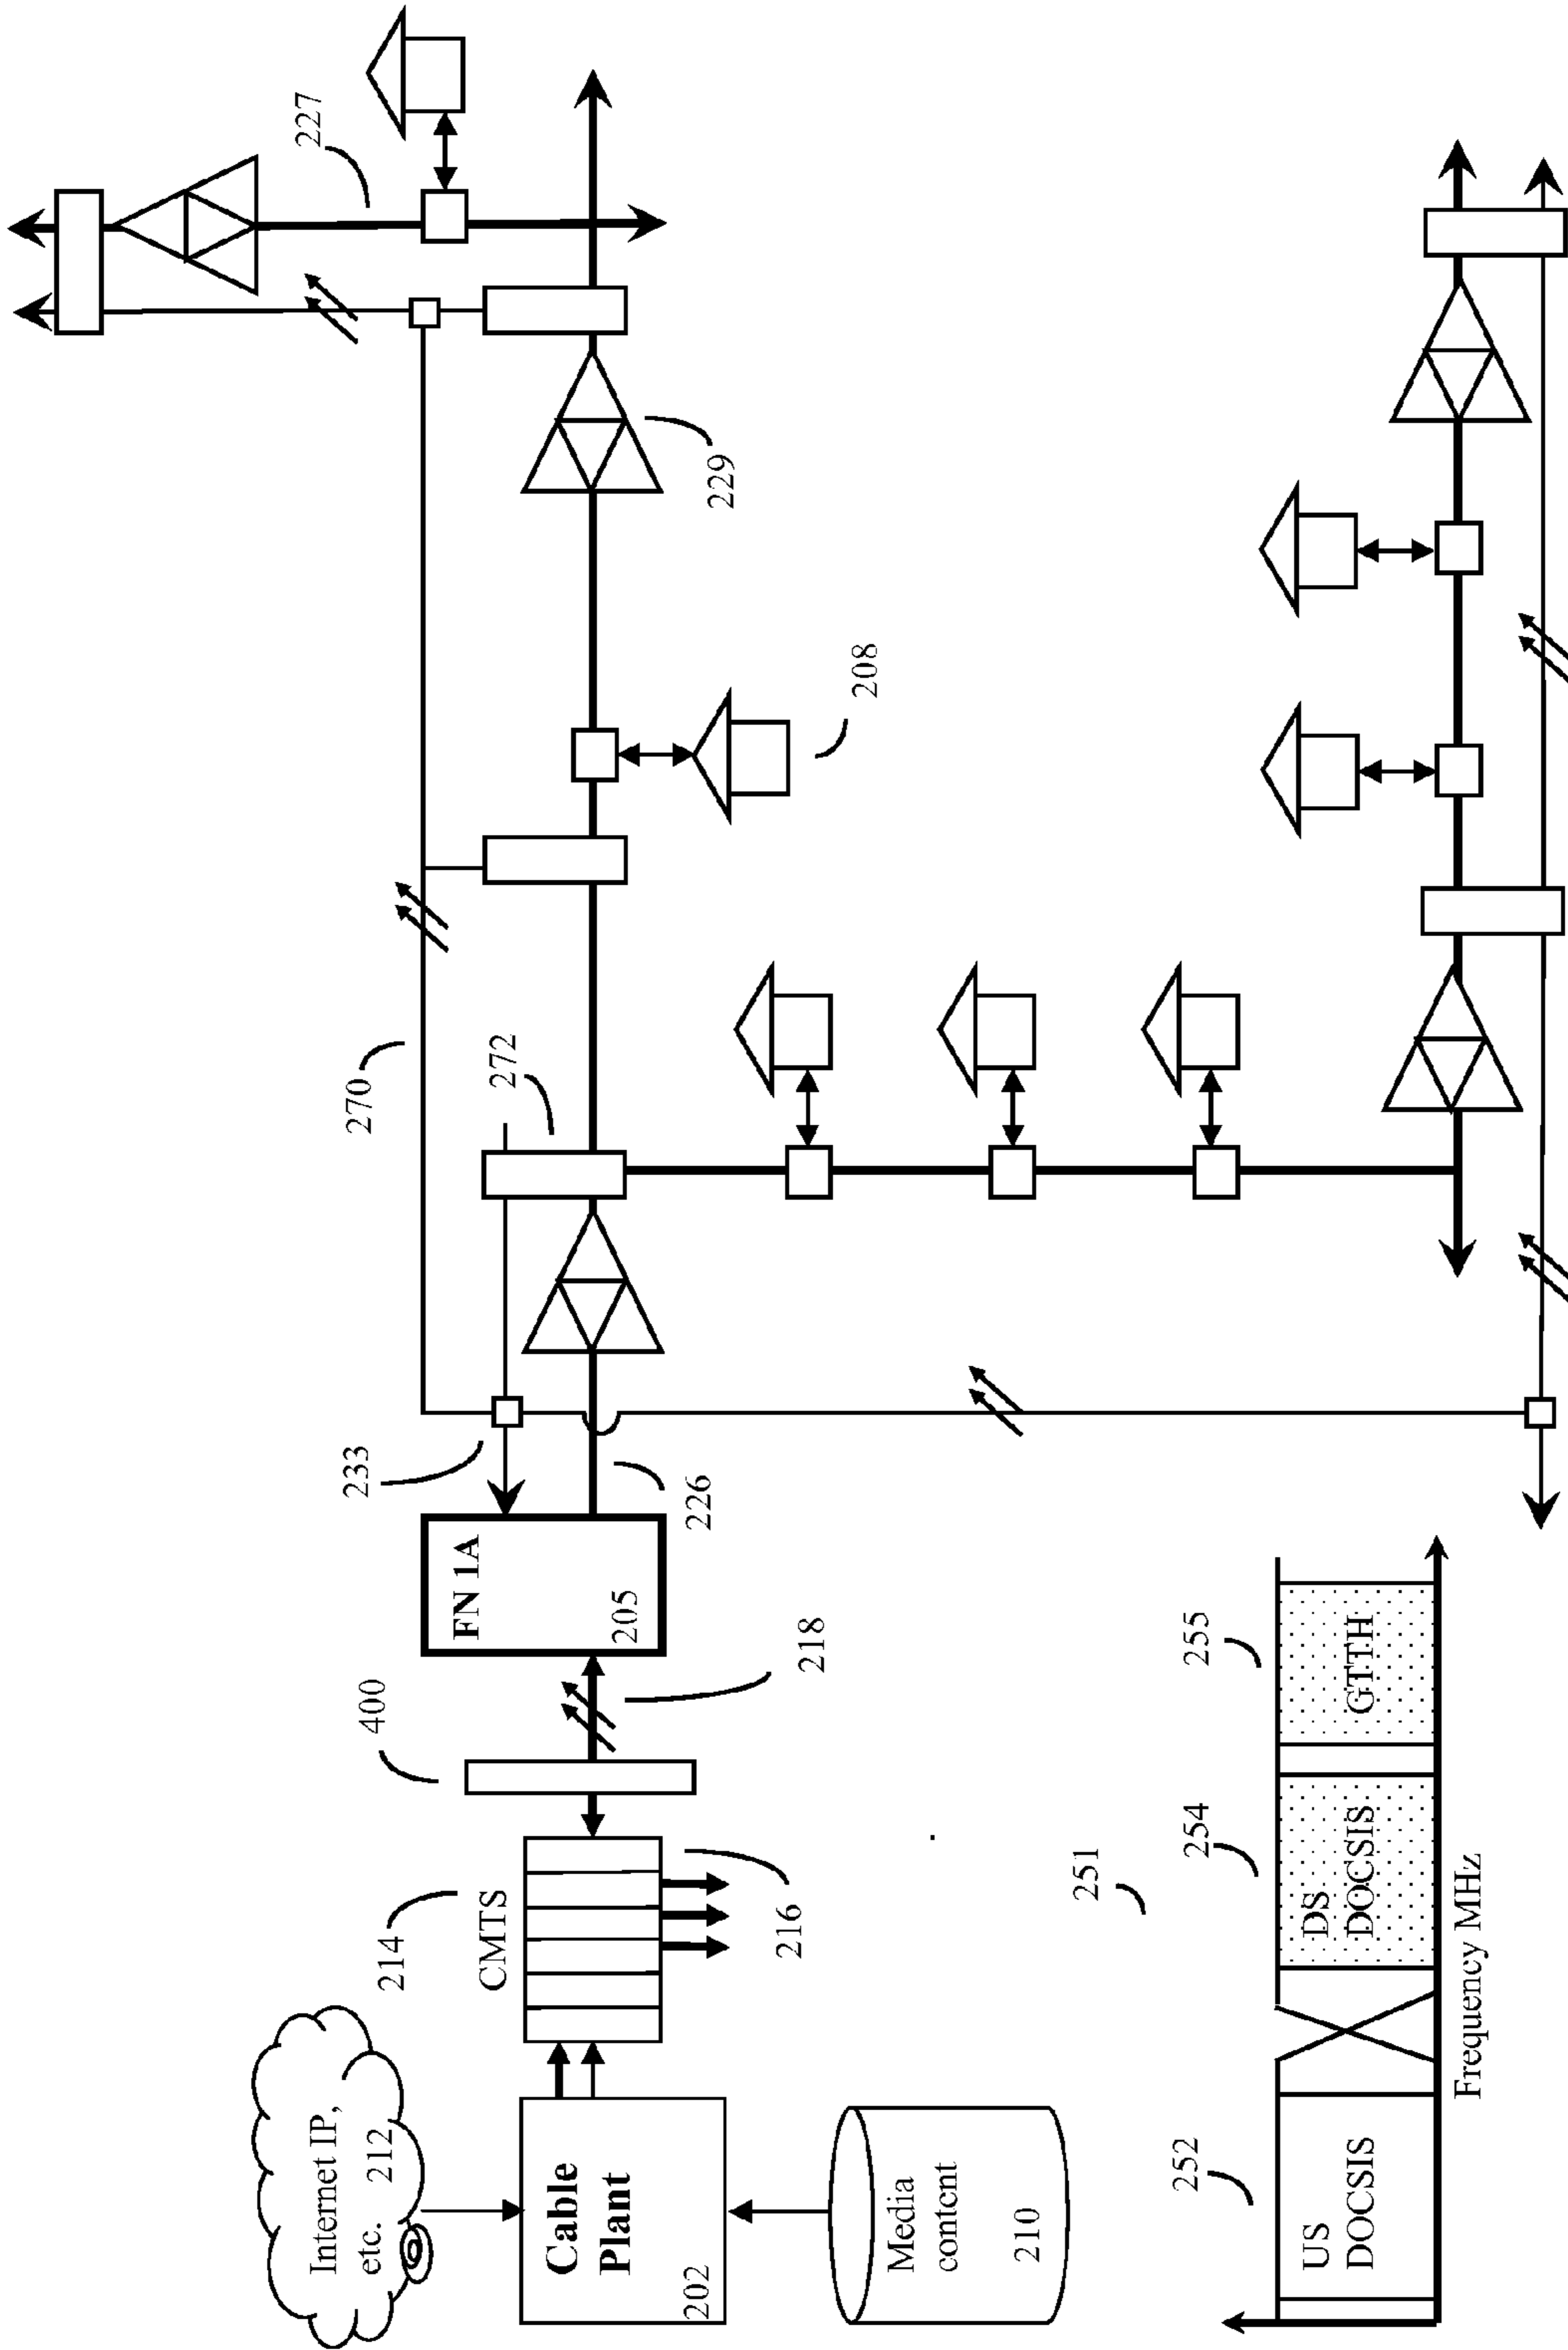 Internet IP,
etc. 212
Cable
Plant
202
Media
content
210
214
CMTS
216
400
218
FN 1A
205
233
226
270
272
208
229
227
251
252
254
255
US
DOCSIS
DS
DOCSIS
GTTH
Frequency MHz